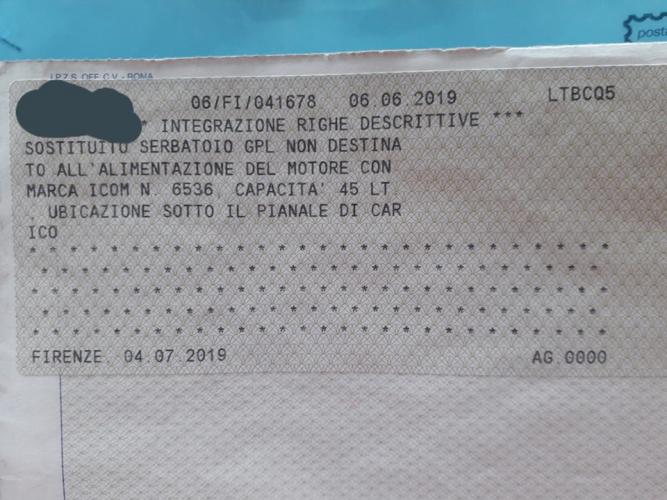 posta
I.P.Z.S. OFF. C.V. - ROMA
06/FI/041678 06.06.2019 LTBCQ5
* INTEGRAZIONE RIGHE DESCRITTIVE ***
SOSTITUITO SERBATOIO GPL NON DESTINA
TO ALL'ALIMENTAZIONE DEL MOTORE CON
MARCA ICOM N. 6536, CAPACITA' 45 LT
. UBICAZIONE SOTTO IL PIANALE DI CAR
ICO
* * * * * * * * * * * * * * * * * * * * * * * * * * * *
* * * * * * * * * * * * * * * * * * * * * * * * * * *
* * * * * * * * * * * * * * * * * * * * * * * * * * * *
* * * * * * * * * * * * * * * * * * * * * * * * * * *
* * * * * * * * * * * * * * * * * * * * * * * * * * * *
FIRENZE, 04.07.2019 AG.0000